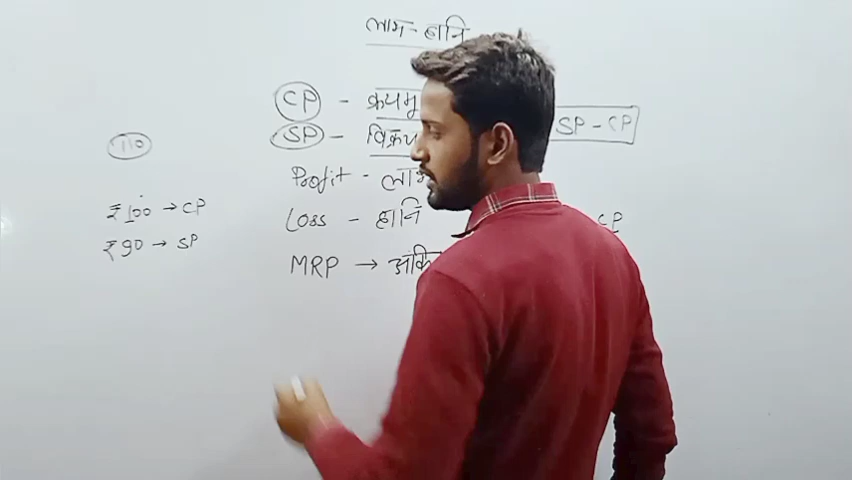 लाभ - हानि
CP - क्रयमू
SP - विक्रय
SP - CP
110
Profit - लाभ
₹100 → CP
Loss - हानि
CP
₹90 → SP
MRP → अंकि